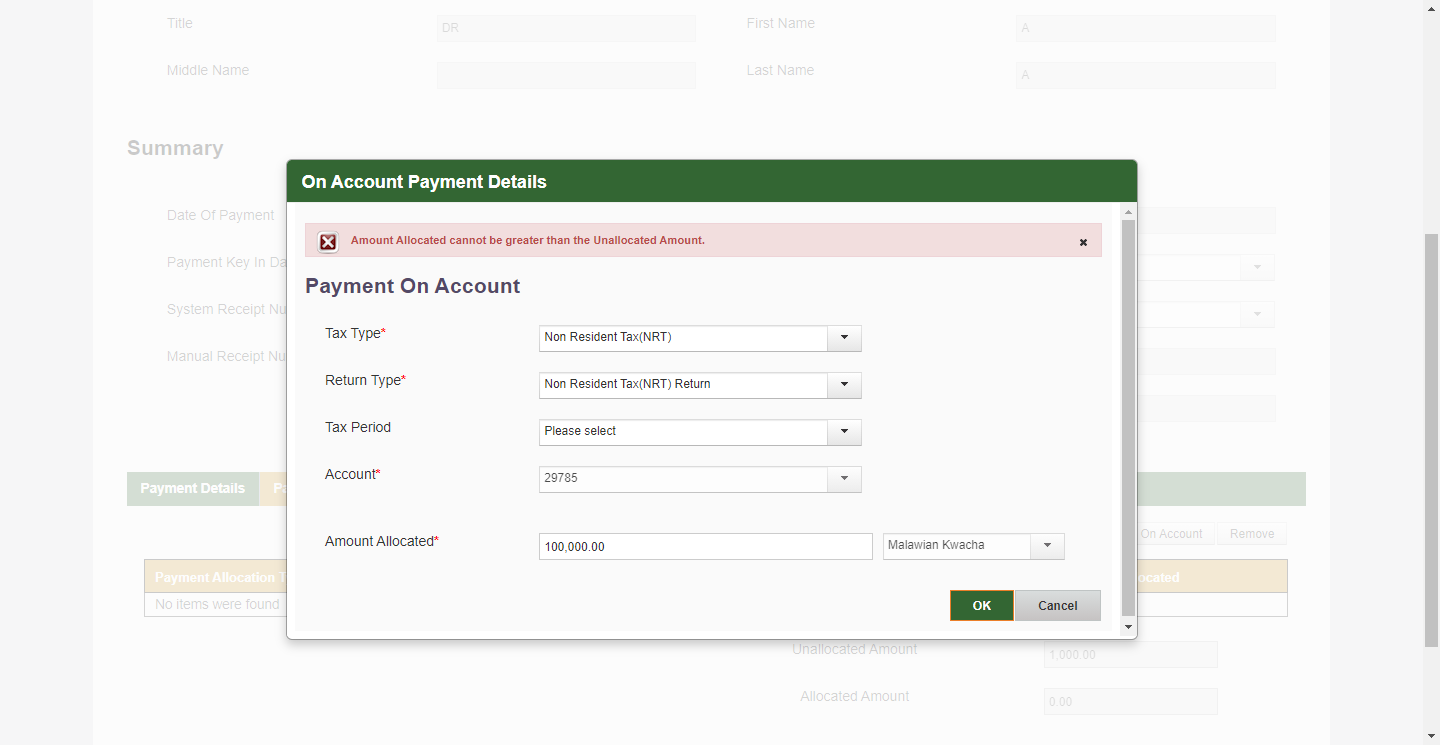 Title DR First Name A
Middle Name Last Name A
Summary
On Account Payment Details
Date Of Payment
Amount Allocated cannot be greater than the Unallocated Amount.
Payment Key In Da
Payment On Account
System Receipt Nu
Tax Type* Non Resident Tax(NRT)
Manual Receipt Nu
Return Type* Non Resident Tax(NRT) Return
Tax Period Please select
Account* 29785
Payment Details Pa
On Account Remove
Amount Allocated* 100,000.00 Malawian Kwacha
Payment Allocation T ocated
No items were found
OK Cancel
Unallocated Amount 1,000.00
Allocated Amount 0.00